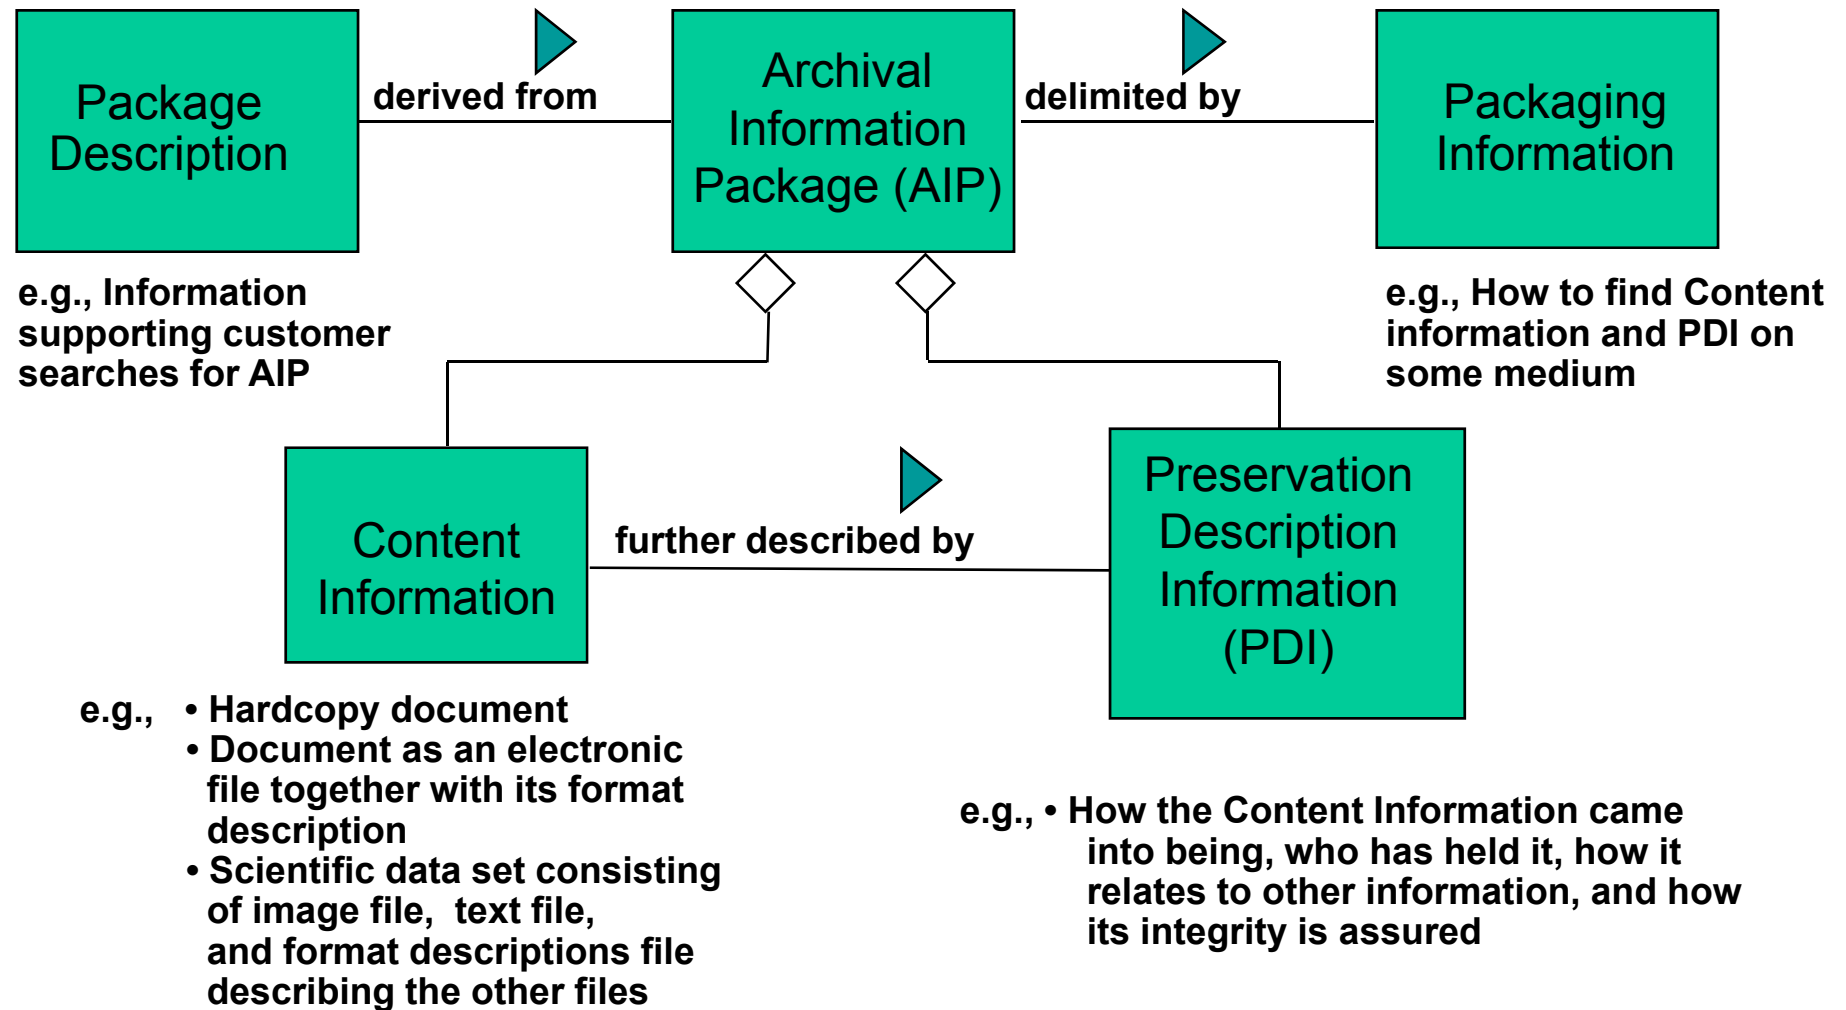 Package
Description
derived from
Archival
Information
Package (AIP)
delimited by
Packaging
Information
e.g., Information
supporting customer
searches for AIP
e.g., How to find Content
information and PDI on
some medium
Content
Information
further described by
Preservation
Description
Information
(PDI)
e.g., • Hardcopy document
• Document as an electronic
file together with its format
description
• Scientific data set consisting
of image file, text file,
and format descriptions file
describing the other files
e.g., • How the Content Information came
into being, who has held it, how it
relates to other information, and how
its integrity is assured